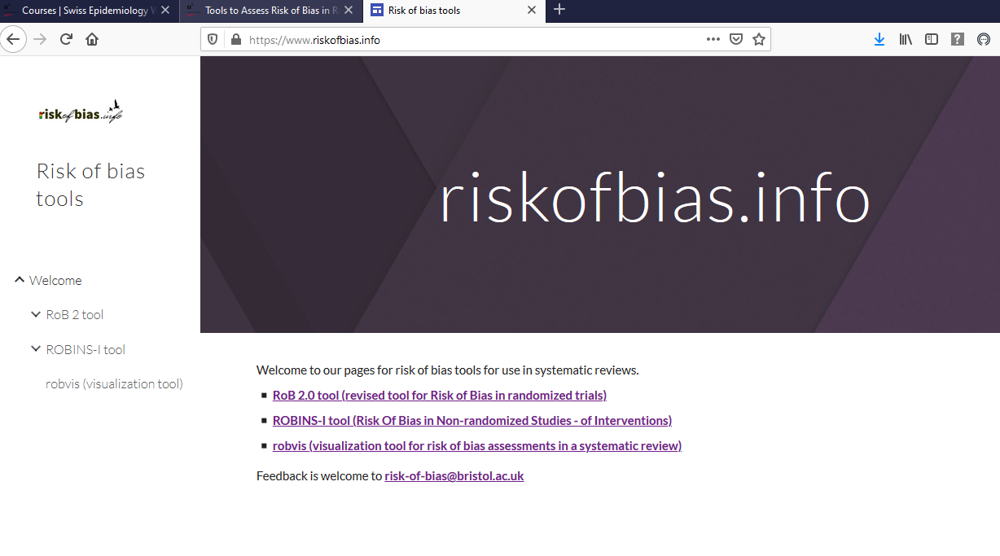 Courses | Swiss Epidemiology W
Tools to Assess Risk of Bias in R
Risk of bias tools
https://www.riskofbias.info
riskofbias.info
Risk of bias
tools
Welcome
RoB 2 tool
ROBINS-I tool
robvis (visualization tool)
riskofbias.info
Welcome to our pages for risk of bias tools for use in systematic reviews.
RoB 2.0 tool (revised tool for Risk of Bias in randomized trials)
ROBINS-I tool (Risk Of Bias in Non-randomized Studies - of Interventions)
robvis (visualization tool for risk of bias assessments in a systematic review)
Feedback is welcome to risk-of-bias@bristol.ac.uk